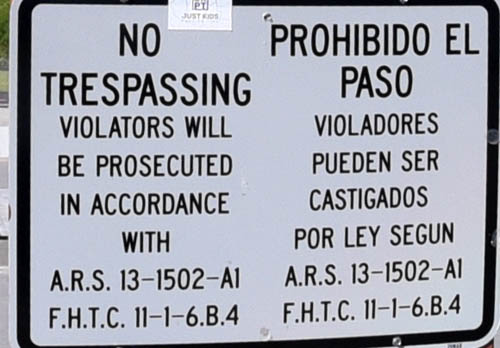 PT
JUST KIDS
NO
TRESPASSING
VIOLATORS WILL
BE PROSECUTED
IN ACCORDANCE
WITH
A.R.S. 13-1502-A1
F.H.T.C. 11-1-6.B.4
PROHIBIDO EL
PASO
VIOLADORES
PUEDEN SER
CASTIGADOS
POR LEY SEGUN
A.R.S. 13-1502-A1
F.H.T.C. 11-1-6.B.4